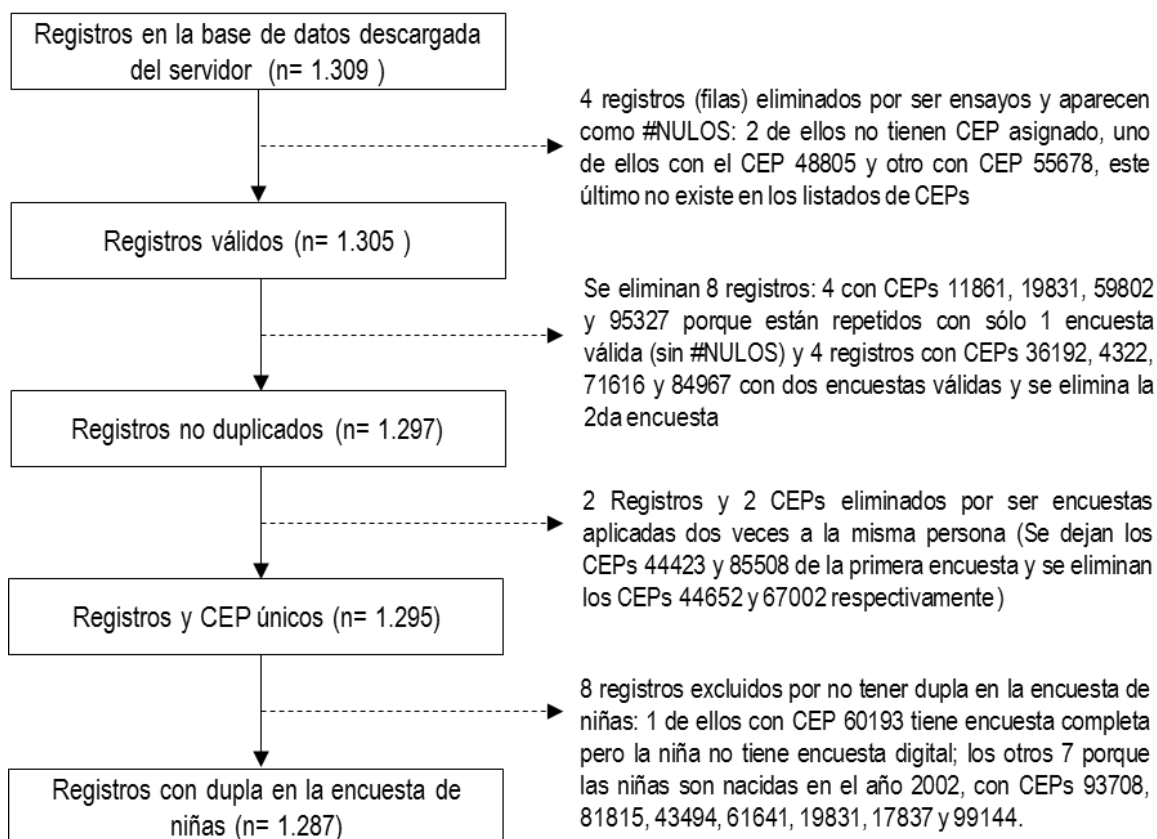 Registros en la base de datos descargada
del servidor (n= 1.309 )
4 registros (filas) eliminados por ser ensayos y aparecen
como #NULOS: 2 de ellos no tienen CEP asignado, uno
de ellos con el CEP 48805 y otro con CEP 55678, este
último no existe en los listados de CEPs
Registros válidos (n= 1.305 )
Se eliminan 8 registros: 4 con CEPs 11861, 19831, 59802
y 95327 porque están repetidos con sólo 1 encuesta
válida (sin #NULOS) y 4 registros con CEPs 36192, 4322,
71616 y 84967 con dos encuestas válidas y se elimina la
2da encuesta
Registros no duplicados (n= 1.297)
2 Registros y 2 CEPs eliminados por ser encuestas
aplicadas dos veces a la misma persona (Se dejan los
CEPs 44423 y 85508 de la primera encuesta y se eliminan
los CEPs 44652 y 67002 respectivamente)
Registros y CEP únicos (n= 1.295)
8 registros excluidos por no tener dupla en la encuesta de
niñas: 1 de ellos con CEP 60193 tiene encuesta completa
pero la niña no tiene encuesta digital; los otros 7 porque
las niñas son nacidas en el año 2002, con CEPs 93708,
81815, 43494, 61641, 19831, 17837 y 99144.
Registros con dupla en la encuesta de
niñas (n= 1.287)